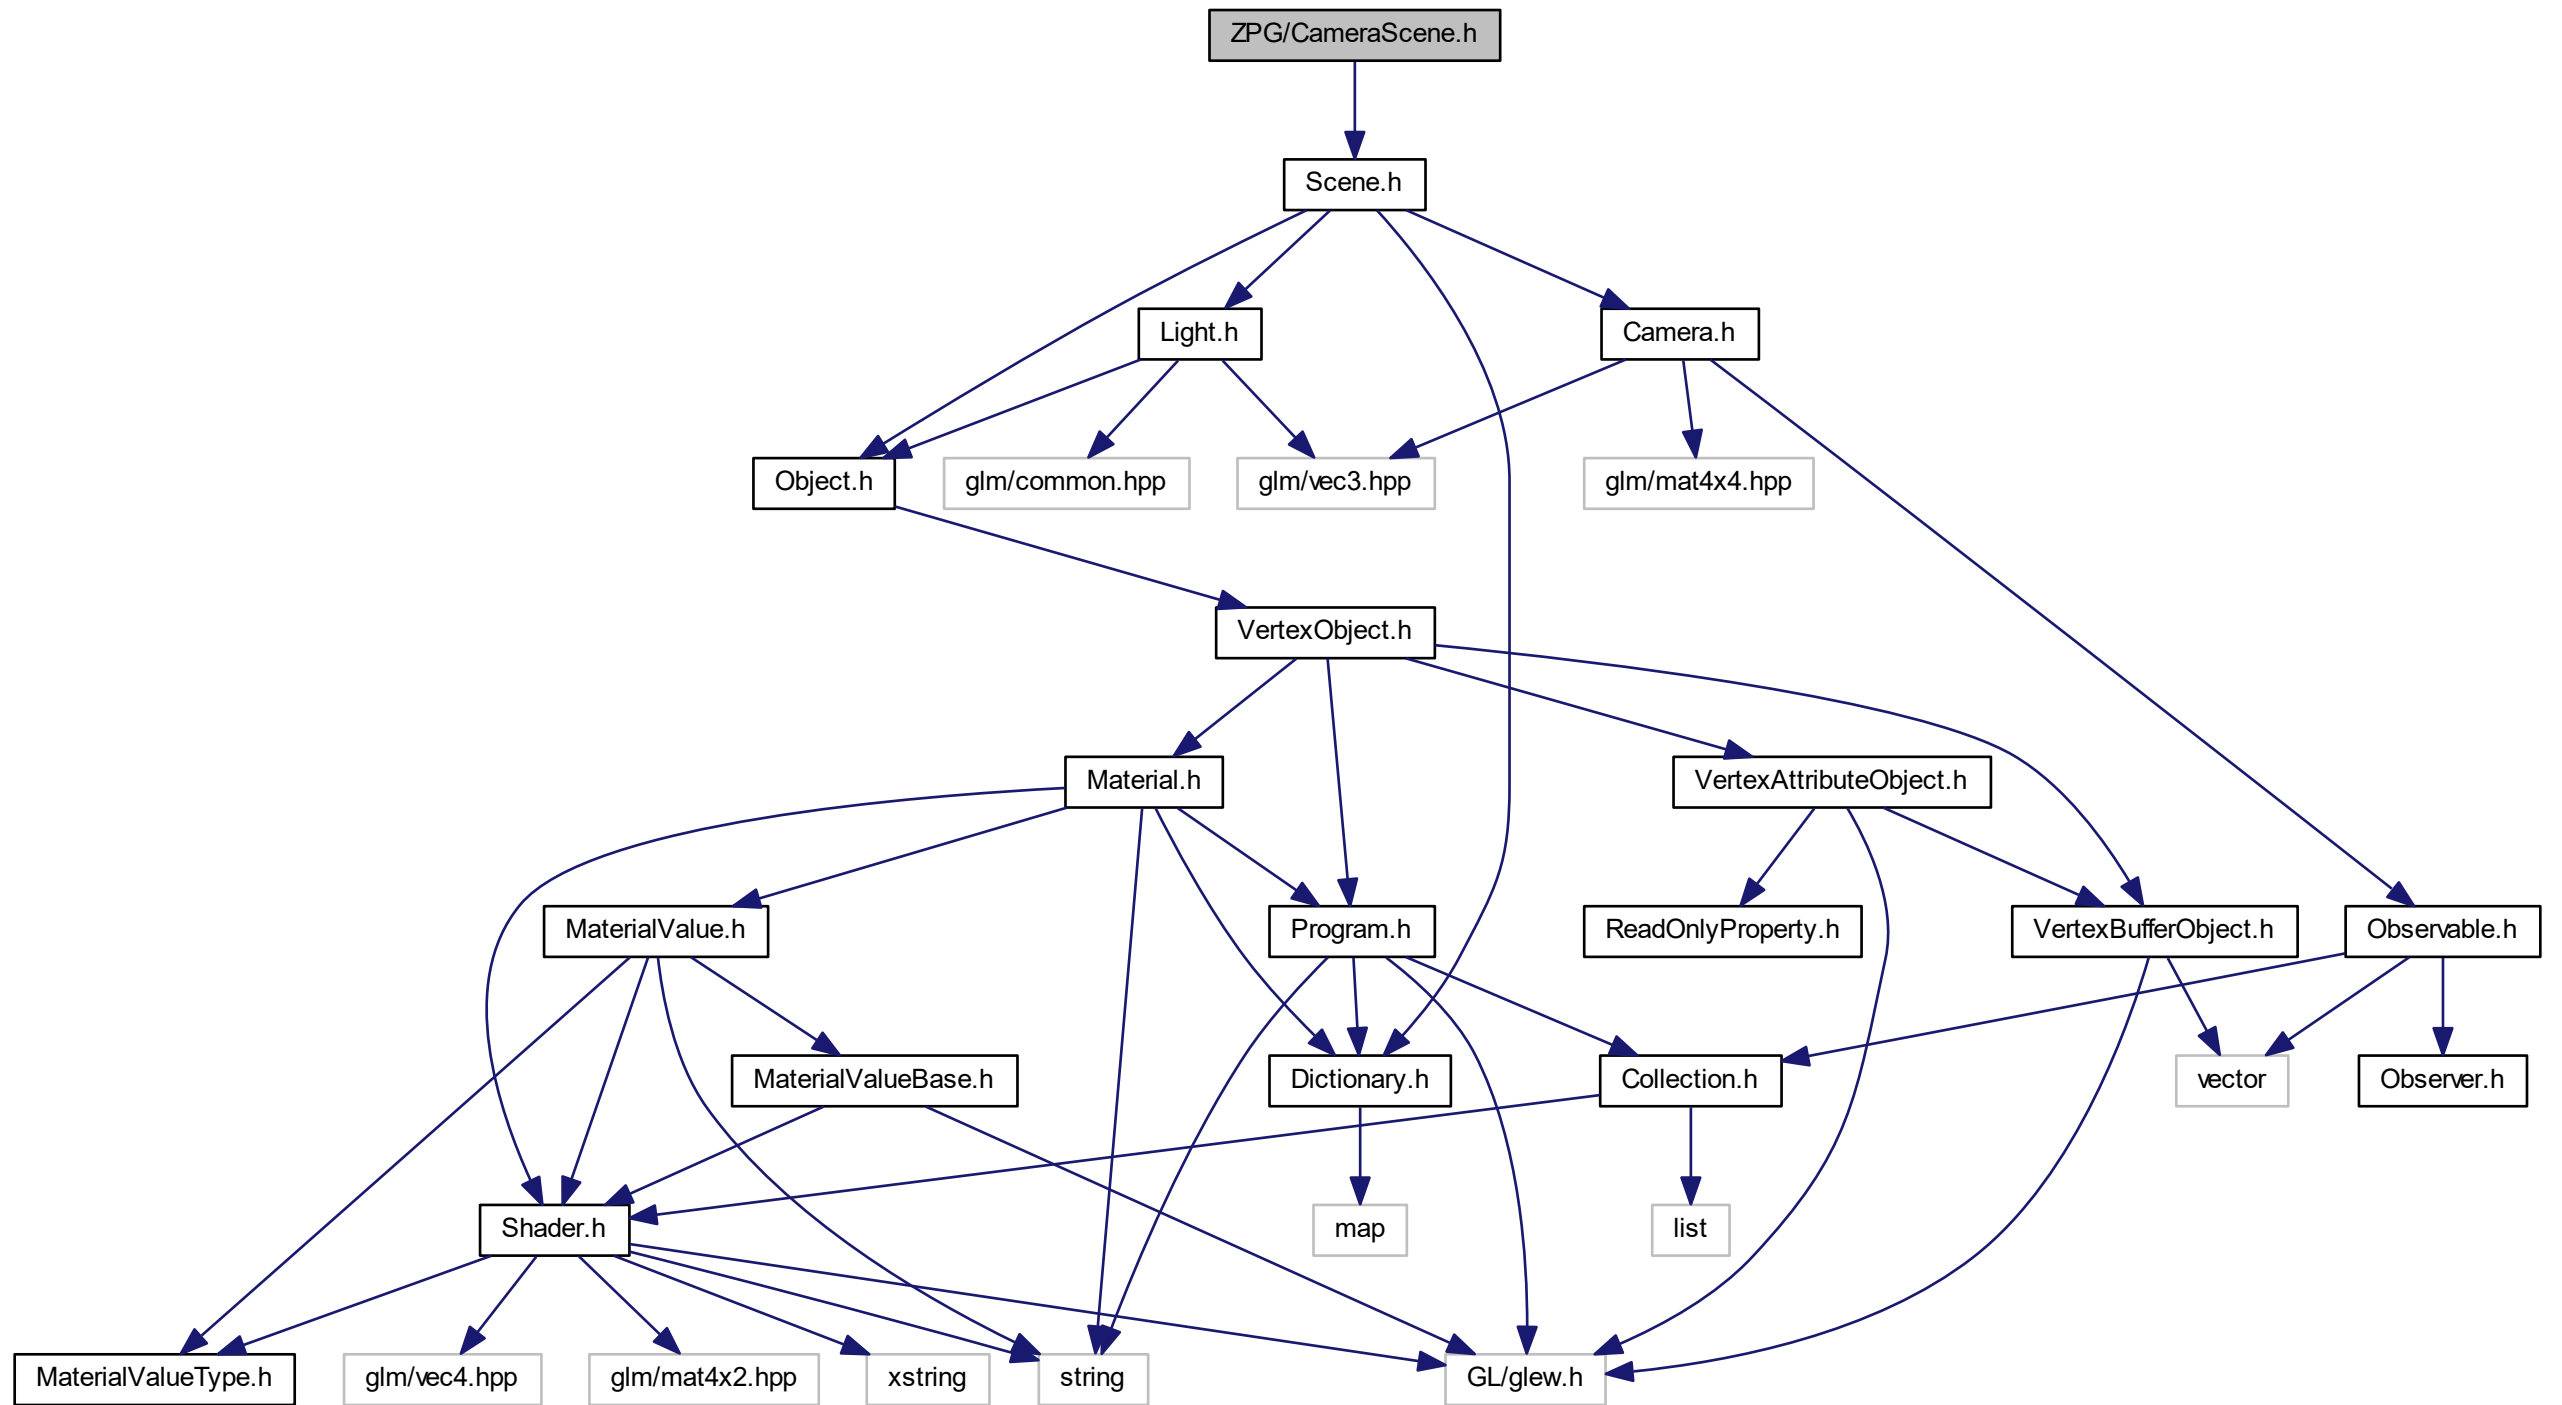 ZPG/CameraScene.h
Scene.h
Light.h
Camera.h
Object.h
glm/common.hpp
glm/vec3.hpp
glm/mat4x4.hpp
VertexObject.h
Material.h
VertexAttributeObject.h
MaterialValue.h
Program.h
ReadOnlyProperty.h
VertexBufferObject.h
Observable.h
MaterialValueBase.h
Dictionary.h
Collection.h
vector
Observer.h
Shader.h
map
list
MaterialValueType.h
glm/vec4.hpp
glm/mat4x2.hpp
xstring
string
GL/glew.h